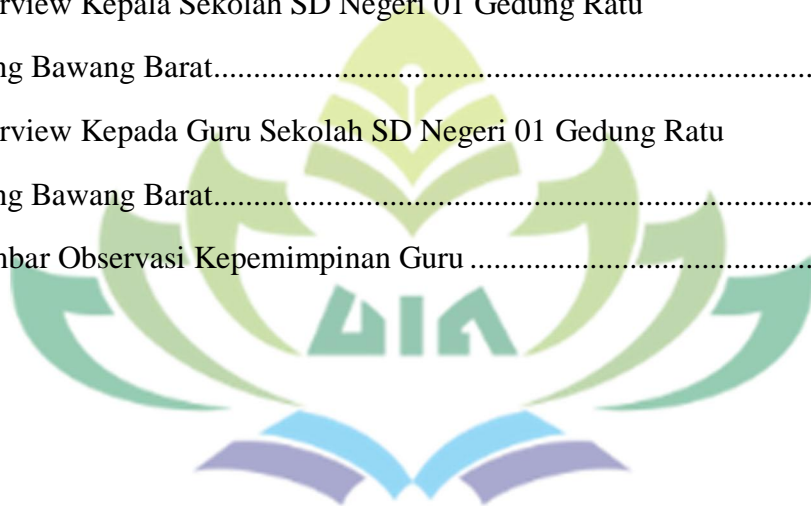 rview Kepala Sekolah SD Negeri 01 Gedung Ratu
ng Bawang Barat................................................................................
rview Kepada Guru Sekolah SD Negeri 01 Gedung Ratu
ng Bawang Barat................................................................................
nbar Observasi Kepemimpinan Guru ..............................................
UIN